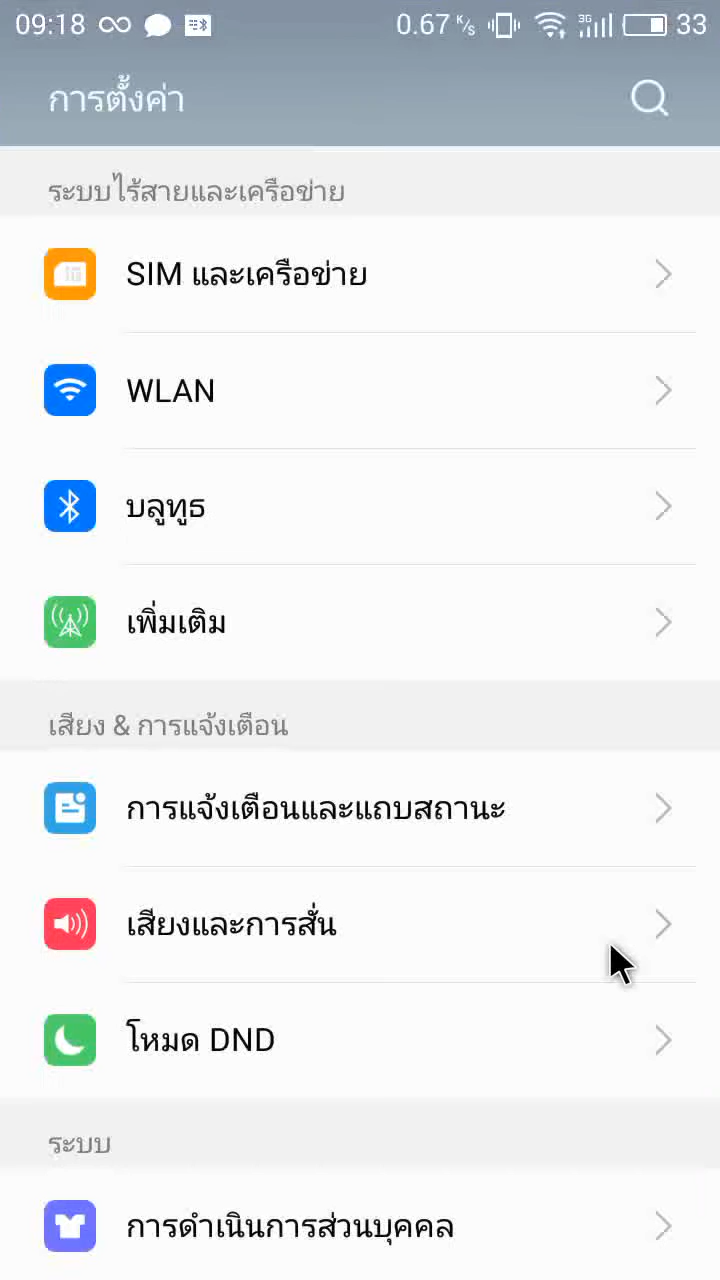 09:18 0.67 K/s 3G 33
การตั้งค่า
ระบบไร้สายและเครือข่าย
SIM และเครือข่าย
WLAN
บลูทูธ
เพิ่มเติม
เสียง & การแจ้งเตือน
การแจ้งเตือนและแถบสถานะ
เสียงและการสั่น
โหมด DND
ระบบ
การดำเนินการส่วนบุคคล